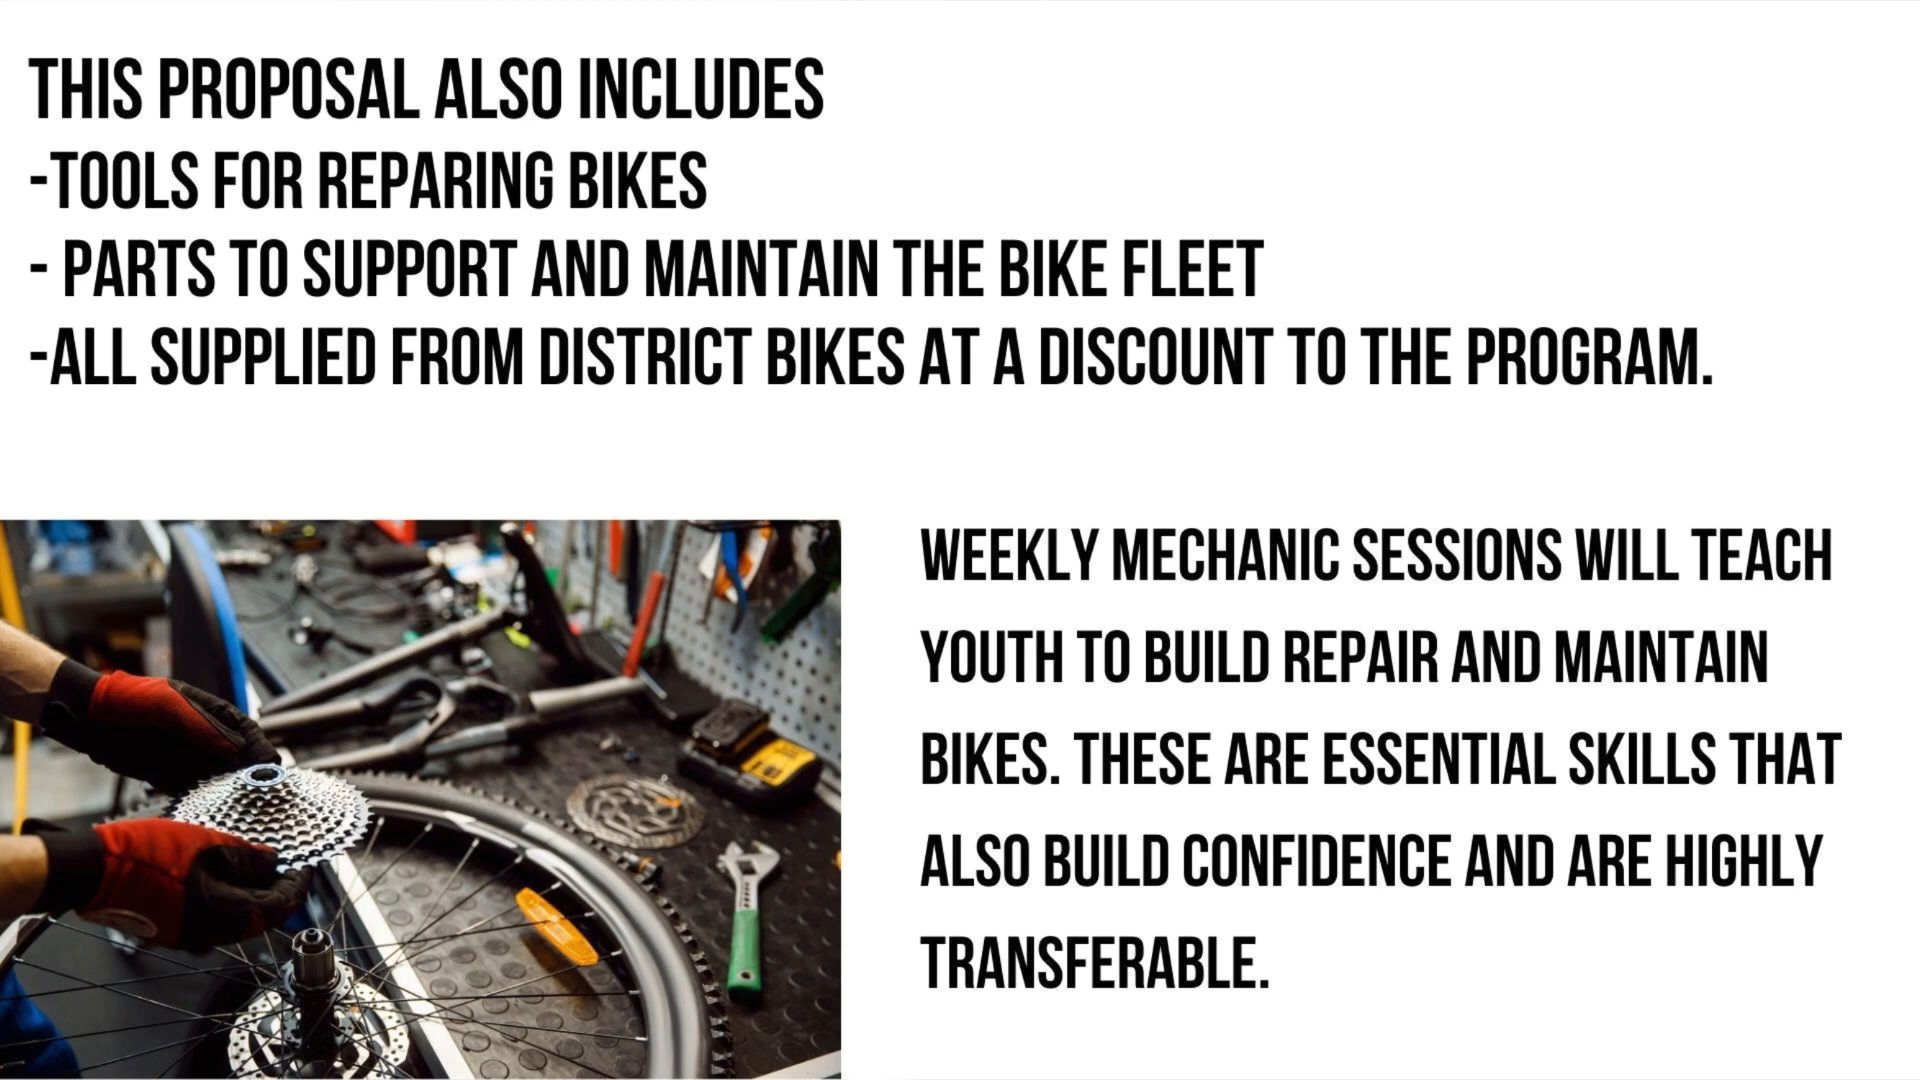 THIS PROPOSAL ALSO INCLUDES
-TOOLS FOR REPARING BIKES
- PARTS TO SUPPORT AND MAINTAIN THE BIKE FLEET
-ALL SUPPLIED FROM DISTRICT BIKES AT A DISCOUNT TO THE PROGRAM.
WEEKLY MECHANIC SESSIONS WILL TEACH
YOUTH TO BUILD REPAIR AND MAINTAIN
BIKES. THESE ARE ESSENTIAL SKILLS THAT
ALSO BUILD CONFIDENCE AND ARE HIGHLY
TRANSFERABLE.